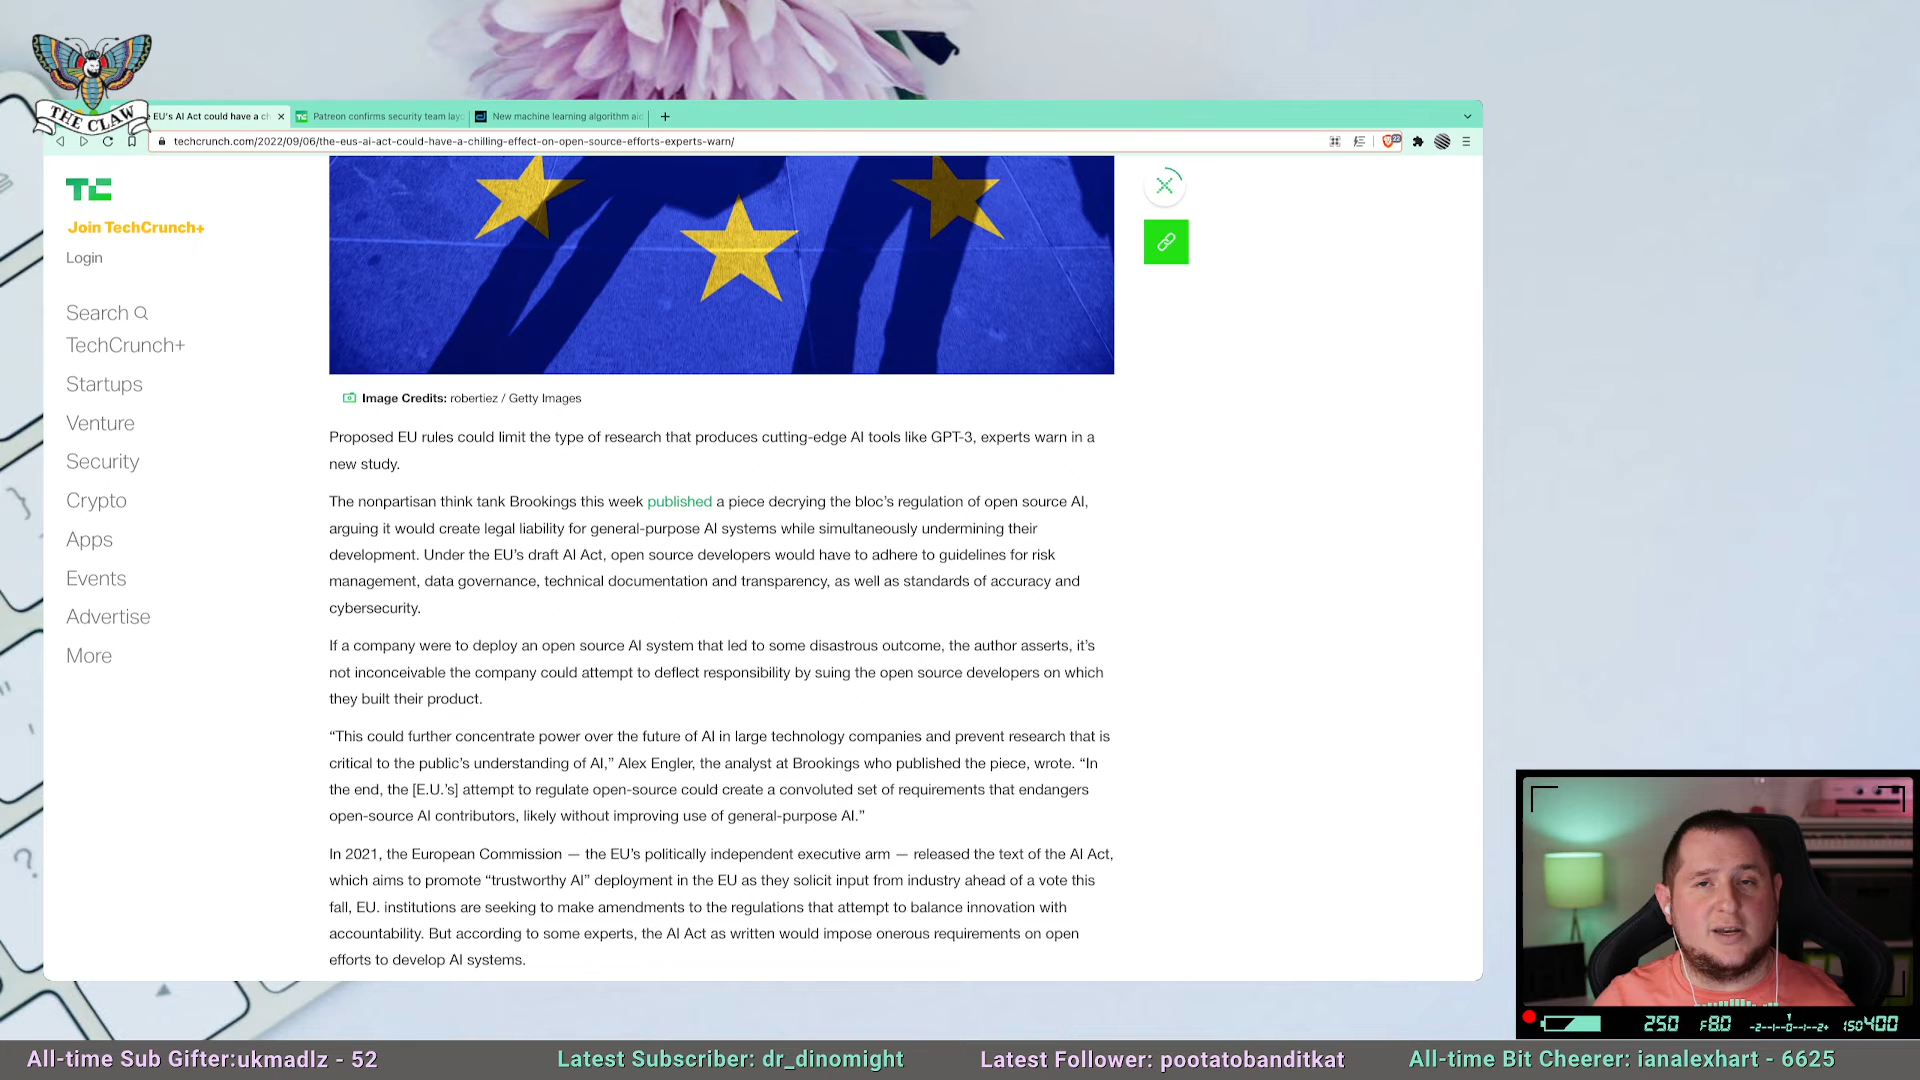 THE CLAW
EU's AI Act could have a ch
Patreon confirms security team layo
New machine learning algorithm aid
techcrunch.com/2022/09/06/the-eus-ai-act-could-have-a-chilling-effect-on-open-source-efforts-experts-warn/
TC
Join TechCrunch+
Login
Search
TechCrunch+
Startups
Venture
Security
Crypto
Apps
Events
Advertise
More
Image Credits: robertiez / Getty Images
Proposed EU rules could limit the type of research that produces cutting-edge AI tools like GPT-3, experts warn in a
new study.
The nonpartisan think tank Brookings this week published a piece decrying the bloc’s regulation of open source AI,
arguing it would create legal liability for general-purpose AI systems while simultaneously undermining their
development. Under the EU’s draft AI Act, open source developers would have to adhere to guidelines for risk
management, data governance, technical documentation and transparency, as well as standards of accuracy and
cybersecurity.
If a company were to deploy an open source AI system that led to some disastrous outcome, the author asserts, it’s
not inconceivable the company could attempt to deflect responsibility by suing the open source developers on which
they built their product.
“This could further concentrate power over the future of AI in large technology companies and prevent research that is
critical to the public’s understanding of AI,” Alex Engler, the analyst at Brookings who published the piece, wrote. “In
the end, the [E.U.’s] attempt to regulate open-source could create a convoluted set of requirements that endangers
open-source AI contributors, likely without improving use of general-purpose AI.”
In 2021, the European Commission — the EU’s politically independent executive arm — released the text of the AI Act,
which aims to promote “trustworthy AI” deployment in the EU as they solicit input from industry ahead of a vote this
fall, EU. institutions are seeking to make amendments to the regulations that attempt to balance innovation with
accountability. But according to some experts, the AI Act as written would impose onerous requirements on open
efforts to develop AI systems.
250 F8.0 -2--1--0--1--2+ ISO400
All-time Sub Gifter:ukmadlz - 52
Latest Subscriber: dr_dinomight
Latest Follower: pootatobanditkat
All-time Bit Cheerer: ianalexhart - 6625